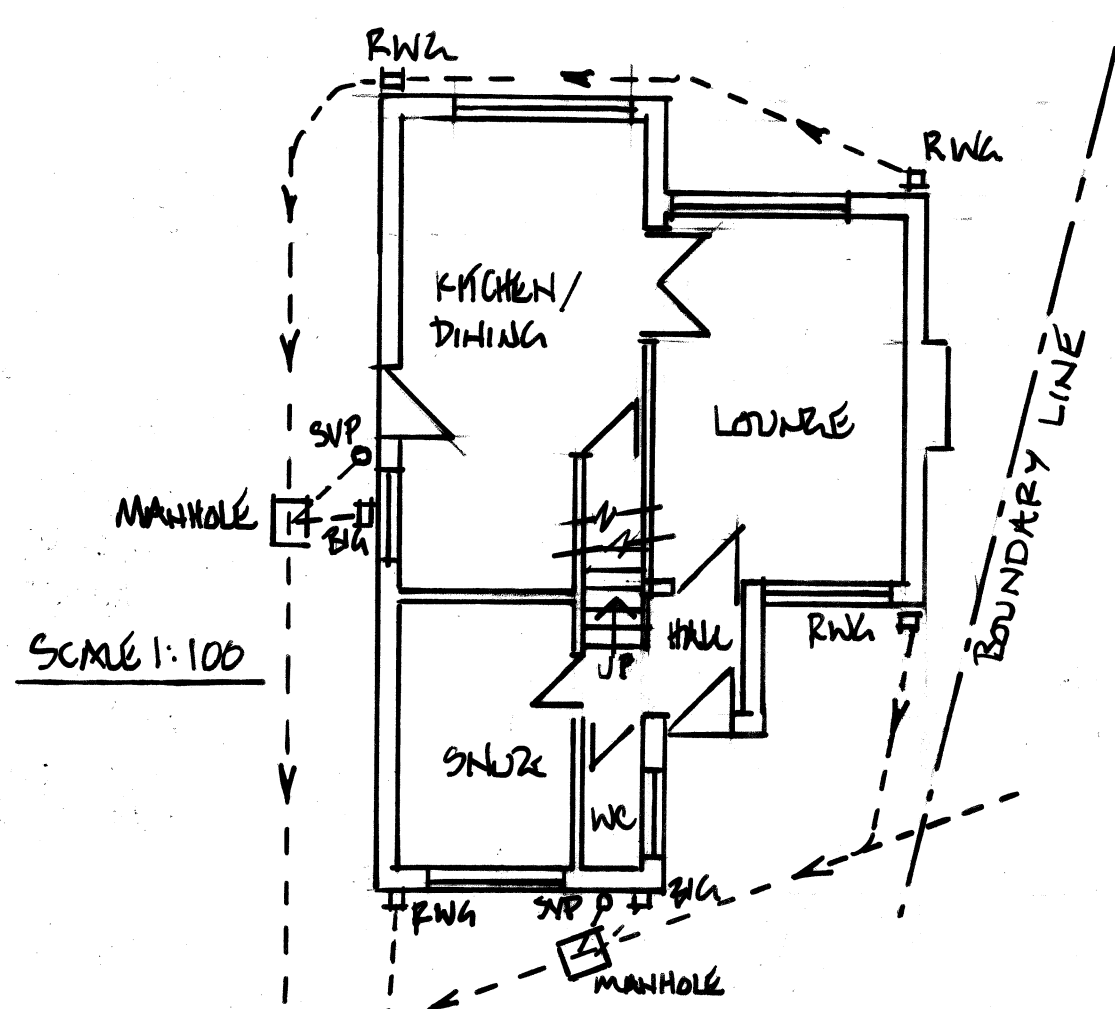 RWG
RWG
KITCHEN/
DINING
BOUNDARY LINE
LOUNGE
SVP
MANHOLE
BIG
SCALE 1:100
HALL
RWG
UP
SNUG
WC
RWG
SVP
BIG
MANHOLE